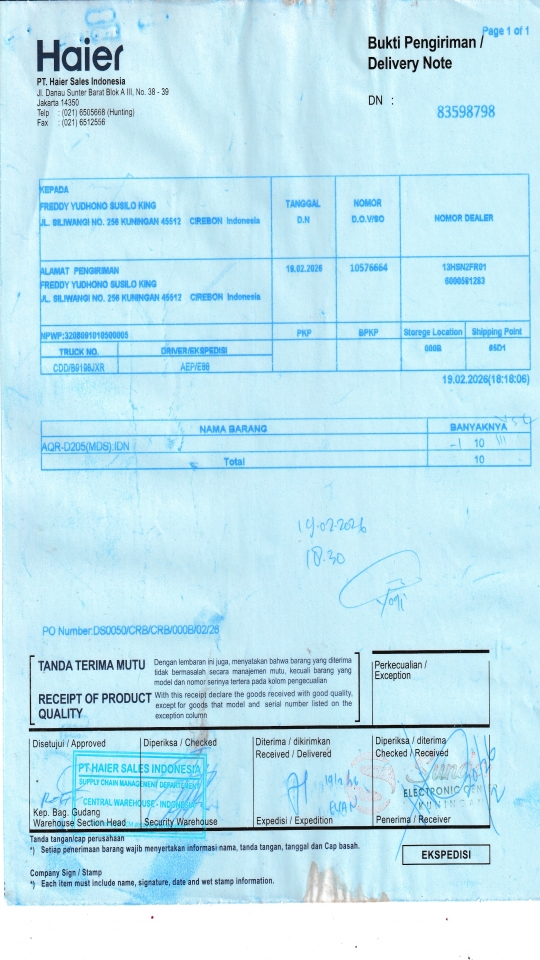 Page 1 of 1
Haier
Bukti Pengiriman /
Delivery Note
PT. Haier Sales Indonesia
Jl. Danau Sunter Barat Blok A III, No. 38 - 39
Jakarta 14350
Telp : (021) 6505668 (Hunting)
Fax : (021) 6512556
DN :
83598798
KEPADA
FREDDY YUDHONO SUSILO KING
JL. SILIWANGI NO. 256 KUNINGAN 45512 CIREBON Indonesia
TANGGAL
D.N
NOMOR
D.O.V/SO
NOMOR DEALER
ALAMAT PENGIRIMAN
FREDDY YUDHONO SUSILO KING
JL. SILIWANGI NO. 256 KUNINGAN 45512 CIREBON Indonesia
19.02.2026
10576664
13HSN2FR01
6000581283
NPWP:3208091010500005
PKP
BPKP
Storege Location
Shipping Point
TRUCK NO.
DRIVER/EKSPEDISI
000B
CDD/B9198JXR
AEP/E86
19.02.2026(18:18:06)
NAMA BARANG
BANYAKNYA
AQR-D205(MDS).IDN
10
Total
10
19.02.2026
18.30
Yogi
PO Number:DS0050/CRB/CRB/000B/02/26
TANDA TERIMA MUTU
Dengan lembaran ini juga, menyatakan bahwa barang yang diterima
tidak bermasalah secara manajemen mutu, kecuali barang yang
model dan nomor serinya tertera pada kolom pengecualian
RECEIPT OF PRODUCT
QUALITY
With this receipt declare the goods received with good quality,
except for goods that model and serial number listed on the
exception column
Perkecualian /
Exception
Disetujui / Approved
Diperiksa / Checked
Diterima / dikirimkan
Received / Delivered
Diperiksa / diterima
Checked / Received
PT.HAIER SALES INDONESIA
SUPPLY CHAIN MANAGEMENT DEPARTEMENT
CENTRAL WAREHOUSE - INDONESIA
19/2/26
EVAN
ELECTRONIC CENTER
KUNINGAN
Kep. Bag. Gudang
Warehouse Section Head
Security Warehouse
Expedisi / Expedition
Penerima / Receiver
Tanda tangan/cap perusahaan
*) Setiap penerimaan barang wajib menyertakan informasi nama, tanda tangan, tanggal dan Cap basah.
EKSPEDISI
Company Sign / Stamp
*) Each item must include name, signature, date and wet stamp information.